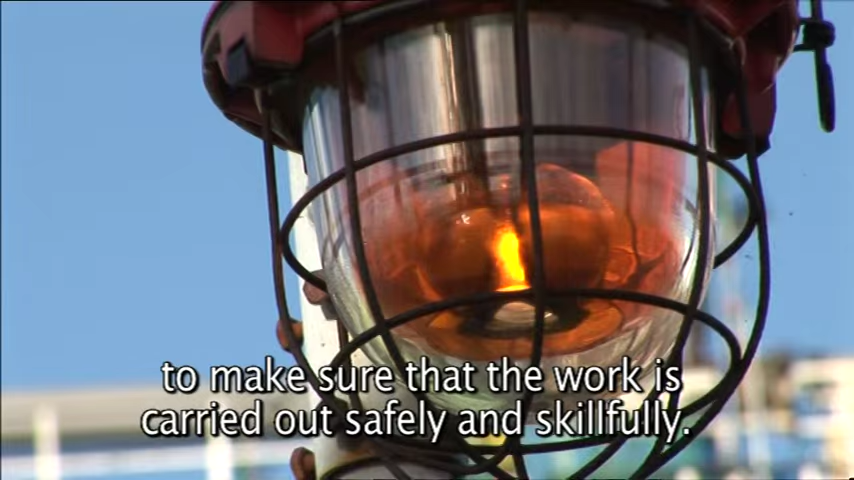 to make sure that the work is
carried out safely and skillfully.